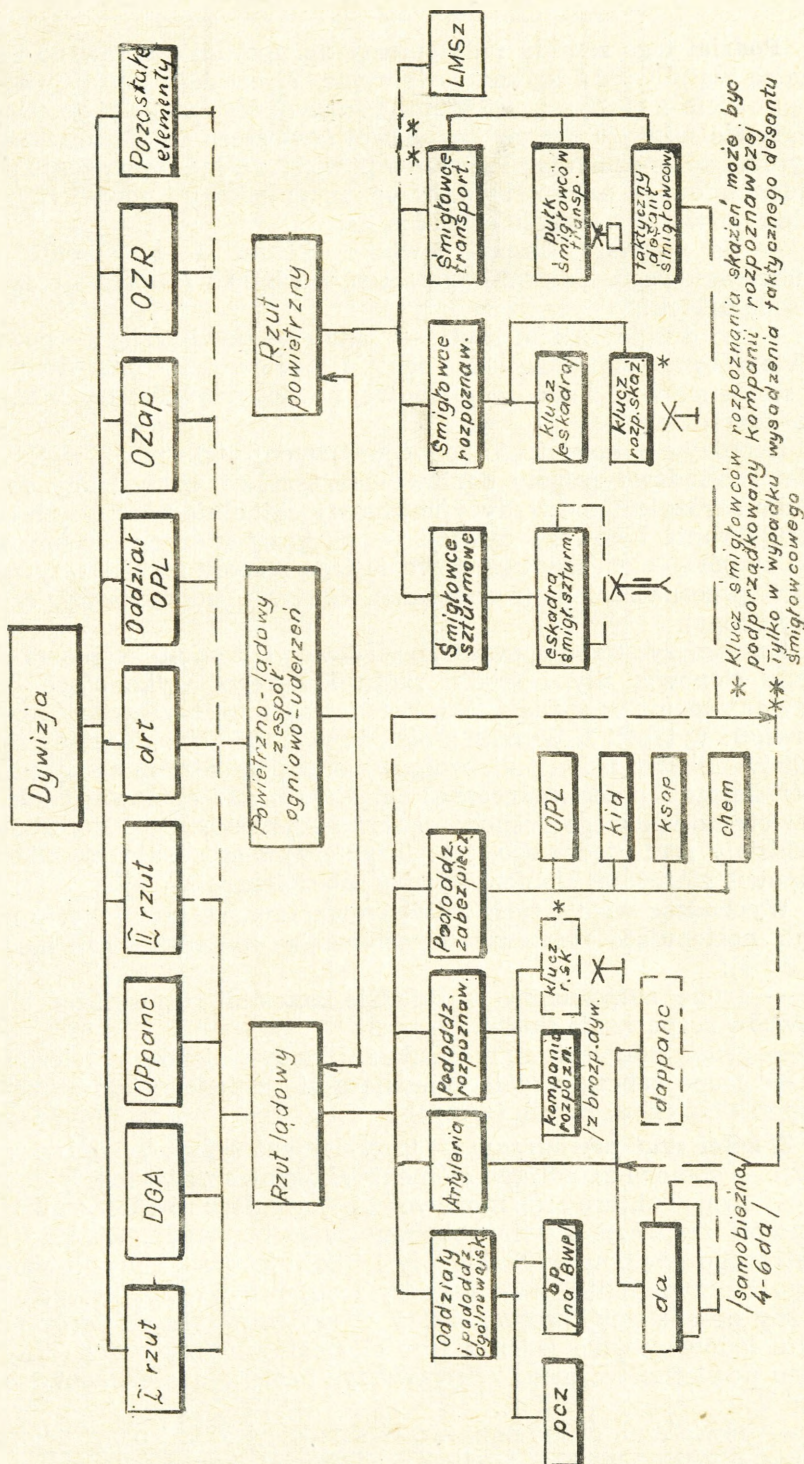 Dywizja
I rzut
DGA
OPpanc
II rzut
drt
Oddział
OPL
OZap
OZR
Pozostałe
elementy
Rzut lądowy
Powietrzno-lądowy
zespół
ogniowo-uderzeń
Rzut
powietrzny
Oddziały
i pododdz.
ogólnowojsk
Artyleria
Pododdz.
rozpoznaw.
Pododdz.
zabezpiecz.
Śmigłowce
szturmowe
Śmigłowce
rozpoznaw.
Śmigłowce
transport.
**
LMSz
pcz
bp
/na BWP/
kompania
rozpozn.
/z brozp.dyw.
klucz
r.sk
*
OPL
kid
ksap
chem
eskadra
śmigł.szturm.
klucz
/eskadra/
klucz
rozp.skaż.
*
pułk
śmigłowców
transp.
taktyczny
desant
śmigłowcowy
da
/samobieżna/
4-6 da/
dappanc
* Klucz śmigłowców rozpoznania skażeń może być
podporządkowany kompanii rozpoznawczej
** Tylko w wypadku wysadzenia taktycznego desantu
śmigłowcowego